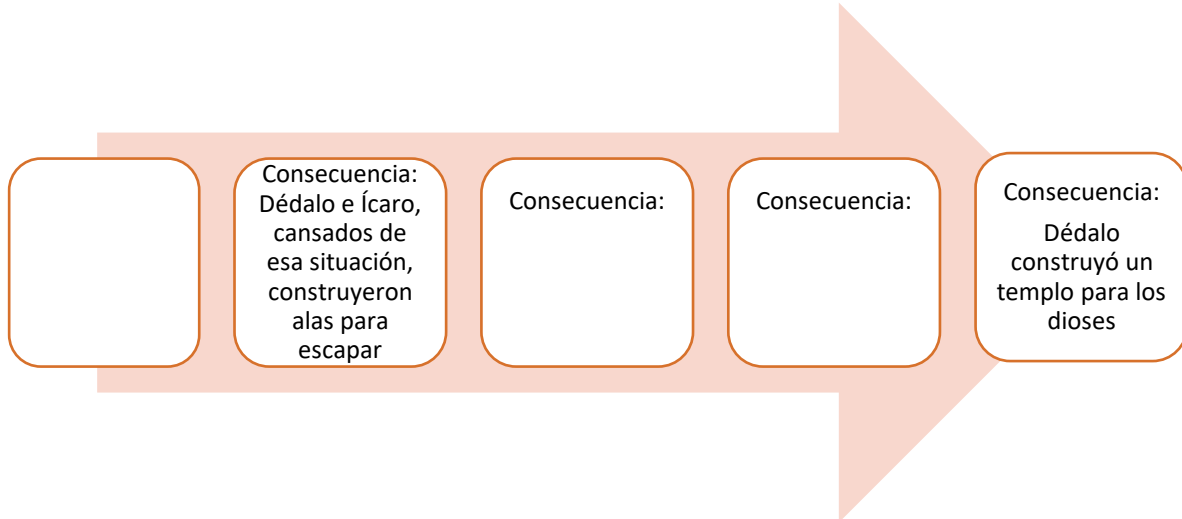 Consecuencia:
Dédalo e Ícaro,
cansados de
esa situación,
construyeron
alas para
escapar
Consecuencia:
Consecuencia:
Consecuencia:
Dédalo
construyó un
templo para los
dioses